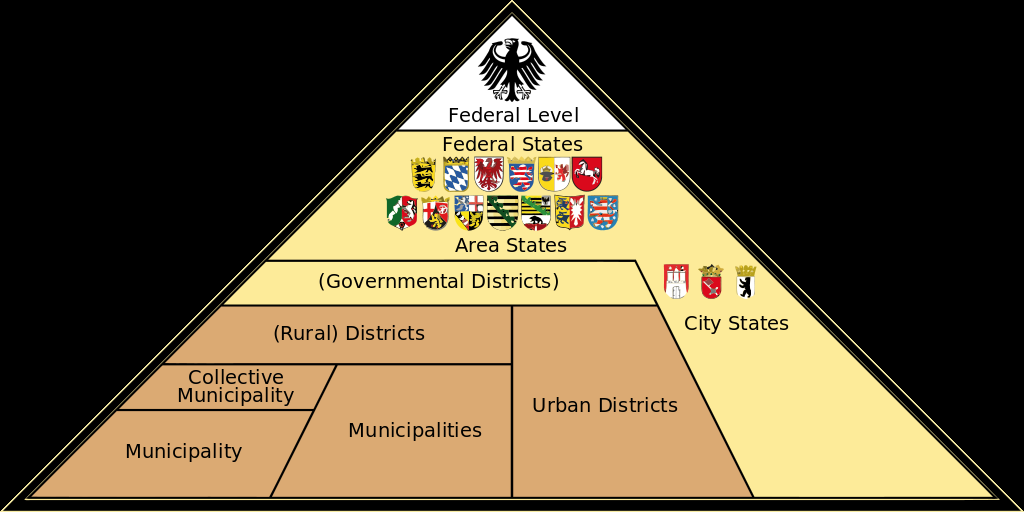 Federal Level
Federal States
Area States
(Governmental Districts)
City States
(Rural) Districts
Collective
Municipality
Urban Districts
Municipalities
Municipality